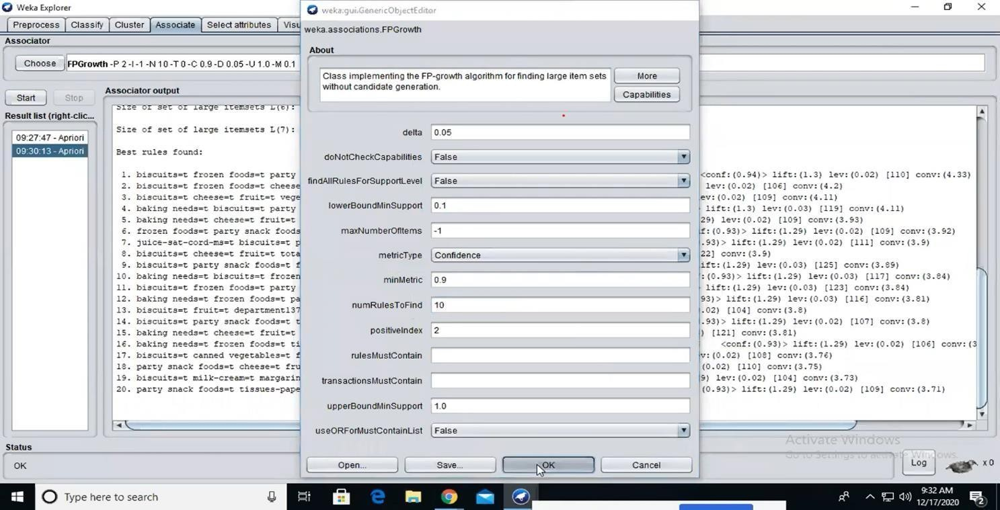 Weka Explorer
Preprocess Classify Cluster Associate Select attributes Visu
Associator
Choose FPGrowth -P 2 -I -1 -N 10 -T 0 -C 0.9 -D 0.05 -U 1.0 -M 0.1
Start Stop
Result list (right-clic...
09:27:47 - Apriori
09:30:13 - Apriori
Associator output
Size of set of large itemsets L(6):
Size of set of large itemsets L(7):
Best rules found:
1. biscuits=t frozen foods=t party
2. biscuits=t frozen foods=t cheese
3. biscuits=t cheese=t fruit=t vege
4. baking needs=t biscuits=t party
5. baking needs=t cheese=t fruit=t
6. frozen foods=t party snack foods
7. juice-sat-cord-ms=t biscuits=t p
8. biscuits=t cheese=t fruit=t tota
9. biscuits=t party snack foods=t f
10. baking needs=t biscuits=t frozen
11. biscuits=t frozen foods=t party
12. baking needs=t frozen foods=t pa
13. biscuits=t fruit=t department137
14. biscuits=t party snack foods=t t
15. baking needs=t cheese=t fruit=t
16. baking needs=t frozen foods=t ti
17. biscuits=t canned vegetables=t f
18. party snack foods=t cheese=t fru
19. biscuits=t milk-cream=t margarin
20. party snack foods=t tissues-pape
weka.gui.GenericObjectEditor
weka.associations.FPGrowth
About
Class implementing the FP-growth algorithm for finding large item sets
without candidate generation.
More
Capabilities
delta 0.05
doNotCheckCapabilities False
findAllRulesForSupportLevel False
lowerBoundMinSupport 0.1
maxNumberOfItems -1
metricType Confidence
minMetric 0.9
numRulesToFind 10
positiveIndex 2
rulesMustContain
transactionsMustContain
upperBoundMinSupport 1.0
useORForMustContainList False
Open... Save... OK Cancel
<conf:(0.94)> lift:(1.3) lev:(0.02) [110] conv:(4.33)
lev:(0.02) [106] conv:(4.2)
ev:(0.02) [109] conv:(4.11)
lift:(1.3) lev:(0.03) [119] conv:(4.11)
29) lev:(0.02) [109] conv:(3.93)
f:(0.93)> lift:(1.29) lev:(0.02) [109] conv:(3.92)
.93)> lift:(1.29) lev:(0.02) [111] conv:(3.9)
22] conv:(3.9)
lift:(1.29) lev:(0.03) [125] conv:(3.89)
:(0.93)> lift:(1.29) lev:(0.03) [117] conv:(3.84)
lift:(1.29) lev:(0.03) [123] conv:(3.84)
93)> lift:(1.29) lev:(0.03) [116] conv:(3.81)
.02) [104] conv:(3.8)
.93)> lift:(1.29) lev:(0.02) [107] conv:(3.8)
) [121] conv:(3.81)
<conf:(0.93)> lift:(1.29) lev:(0.02) [106] conv:(3
v:(0.02) [108] conv:(3.76)
(0.02) [110] conv:(3.75)
9) lev:(0.02) [104] conv:(3.73)
(0.93)> lift:(1.29) lev:(0.02) [109] conv:(3.71)
Activate Windows
Go to Settings to activate Windows.
Status
OK
Log
x 0
Type here to search
9:32 AM
12/17/2020
2